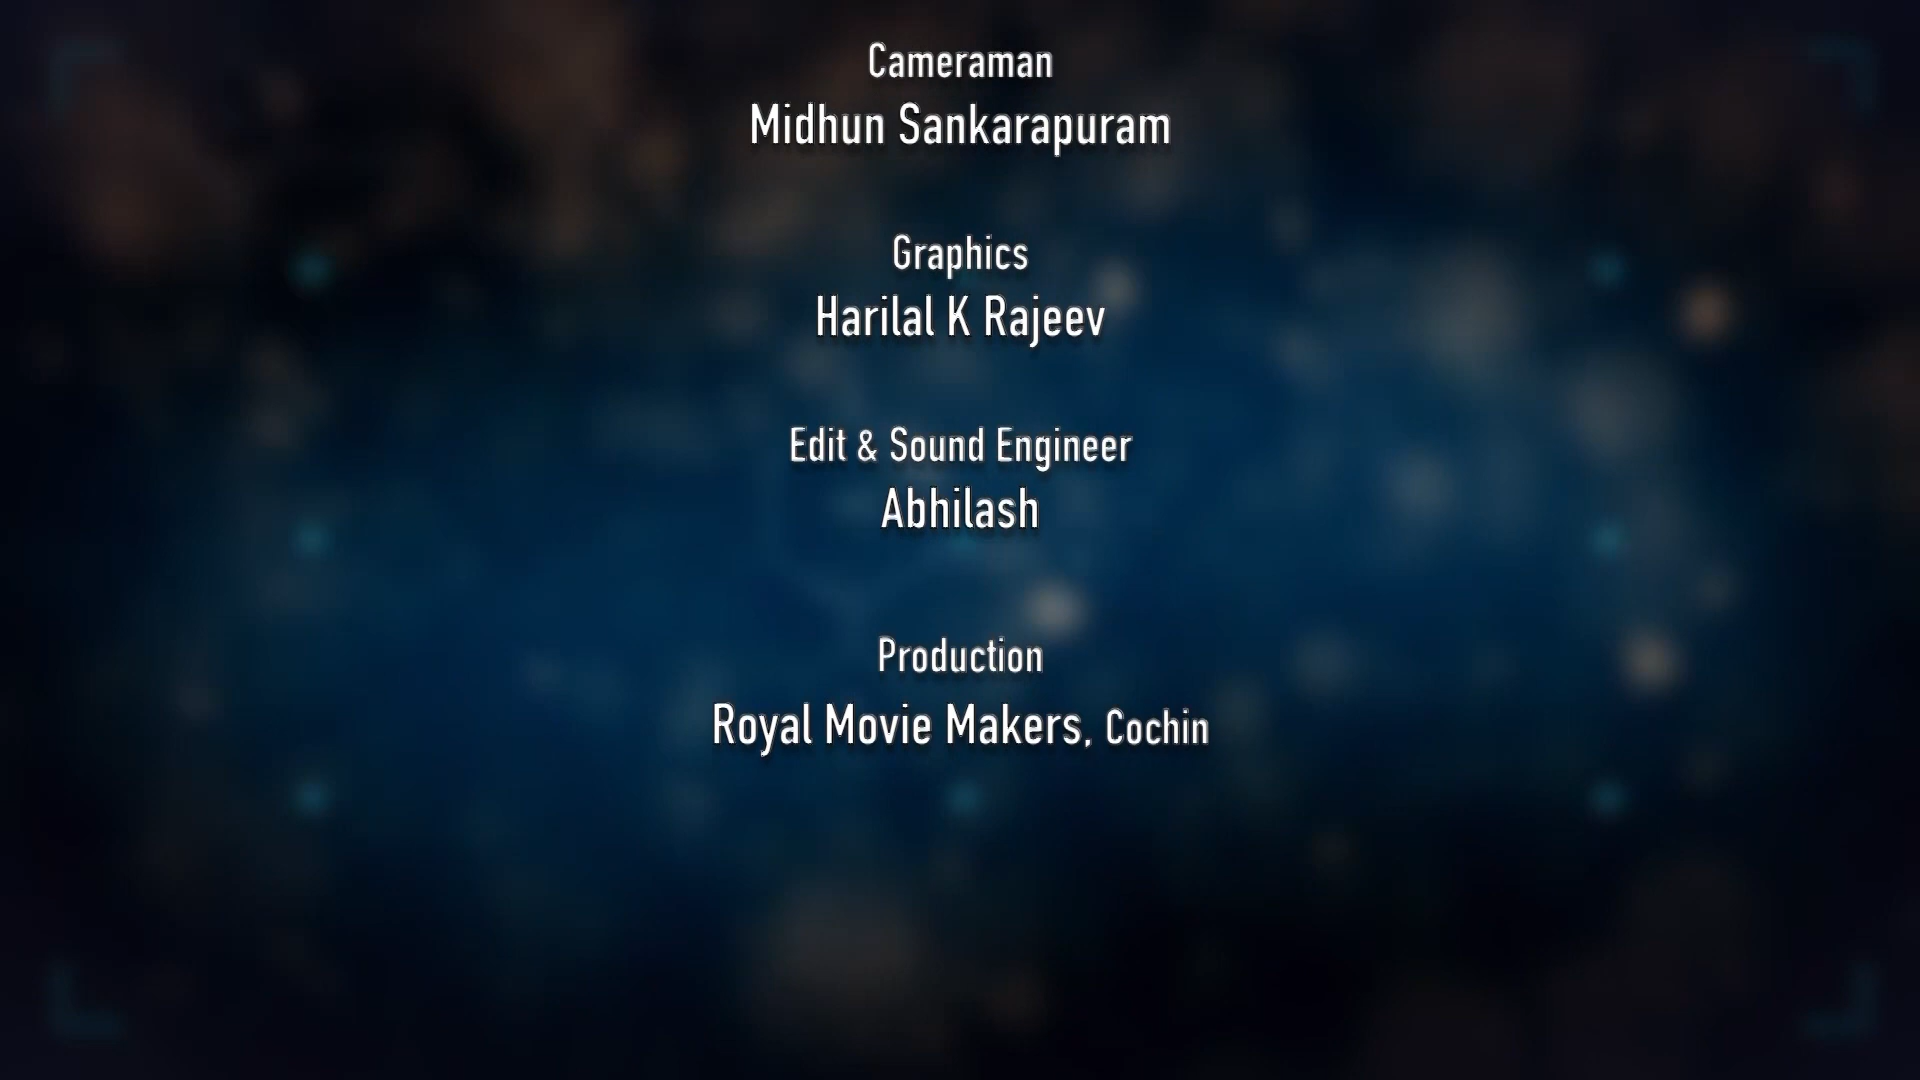 Cameraman
Midhun Sankarapuram
Graphics
Harilal K Rajeev
Edit & Sound Engineer
Abhilash
Production
Royal Movie Makers, Cochin